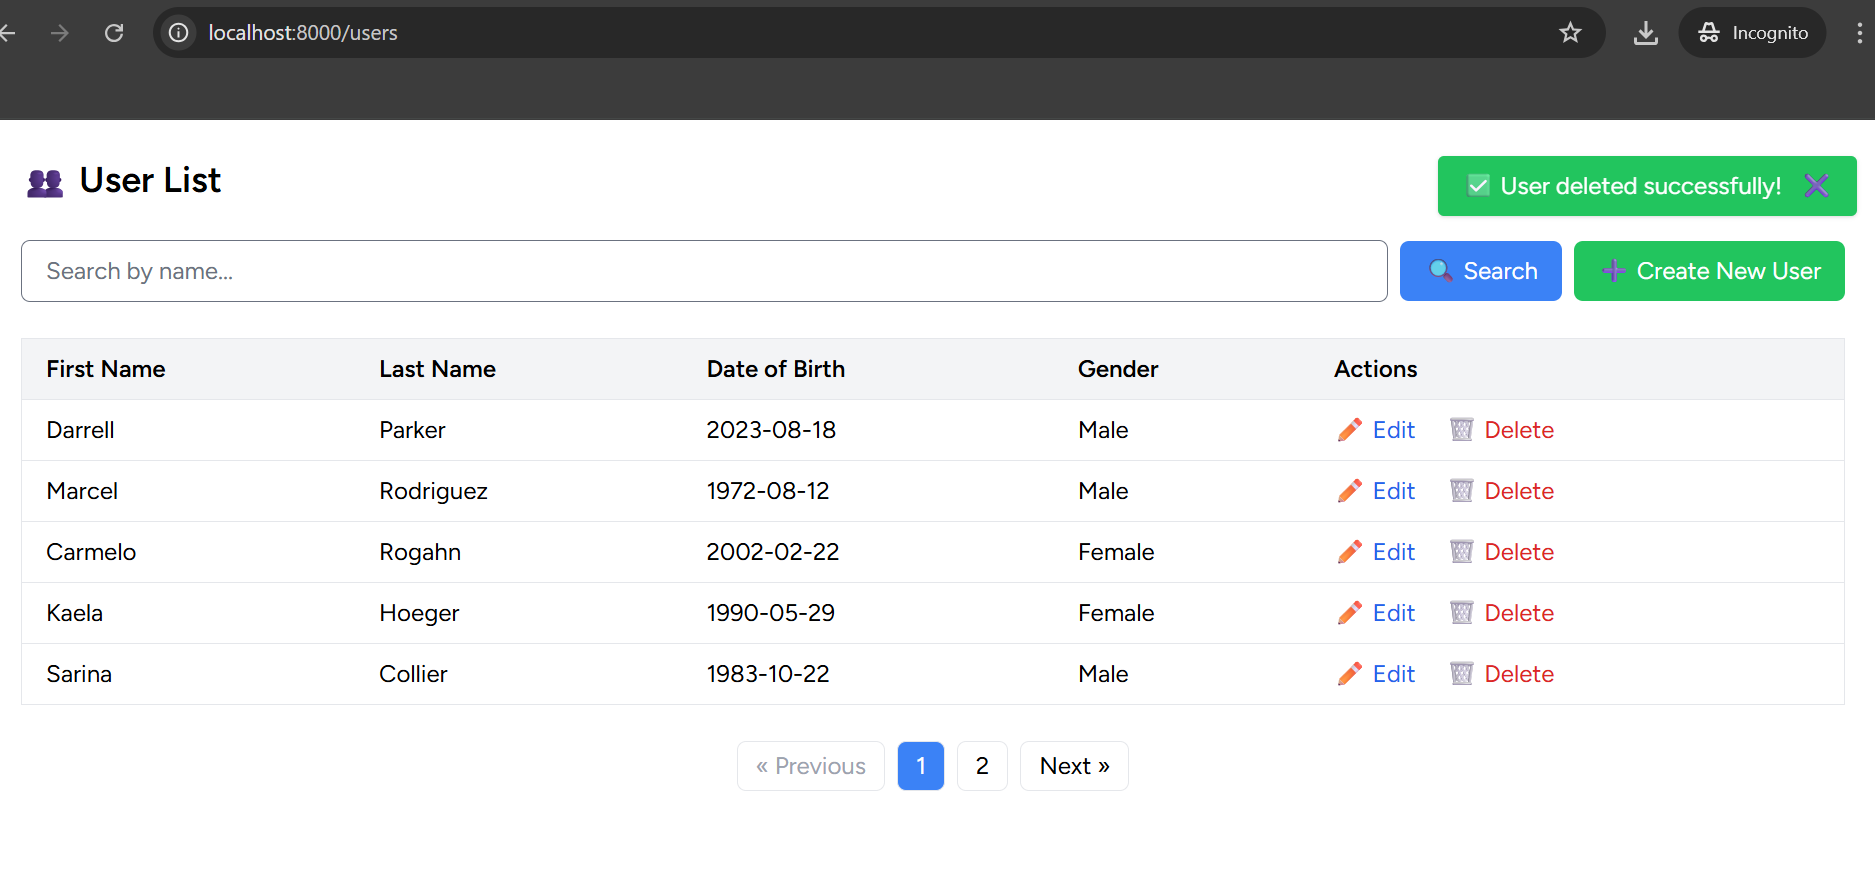 localhost:8000/users
Incognito
User List
User deleted successfully!
Search by name...
Search
Create New User
First Name Last Name Date of Birth Gender Actions
Darrell Parker 2023-08-18 Male Edit Delete
Marcel Rodriguez 1972-08-12 Male Edit Delete
Carmelo Rogahn 2002-02-22 Female Edit Delete
Kaela Hoeger 1990-05-29 Female Edit Delete
Sarina Collier 1983-10-22 Male Edit Delete
« Previous 1 2 Next »